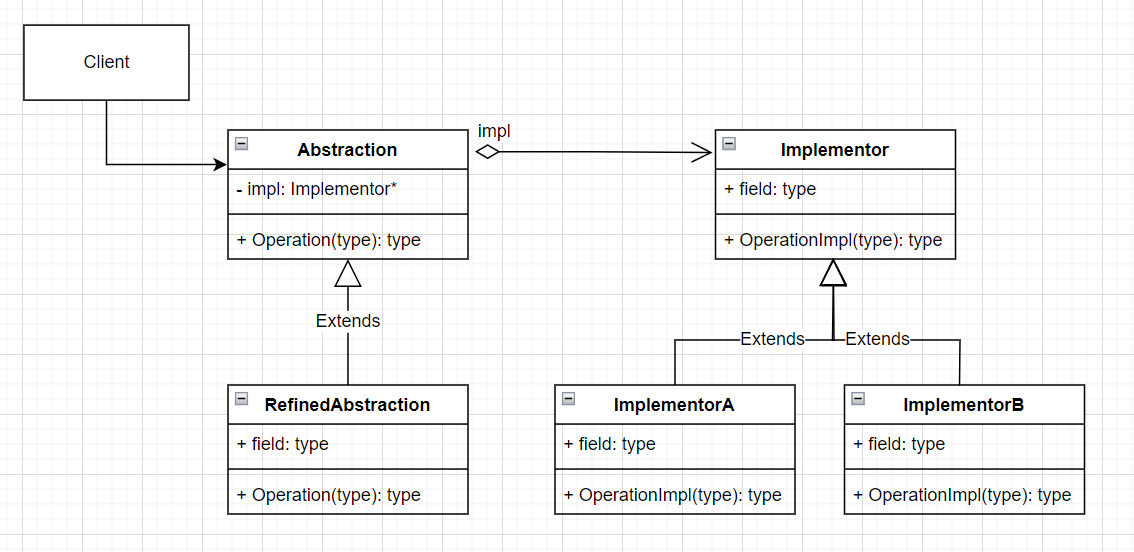 Client
impl
Abstraction
- impl: Implementor*
+ Operation(type): type
Implementor
+ field: type
+ OperationImpl(type): type
Extends
Extends
Extends
RefinedAbstraction
+ field: type
+ Operation(type): type
ImplementorA
+ field: type
+ OperationImpl(type): type
ImplementorB
+ field: type
+ OperationImpl(type): type